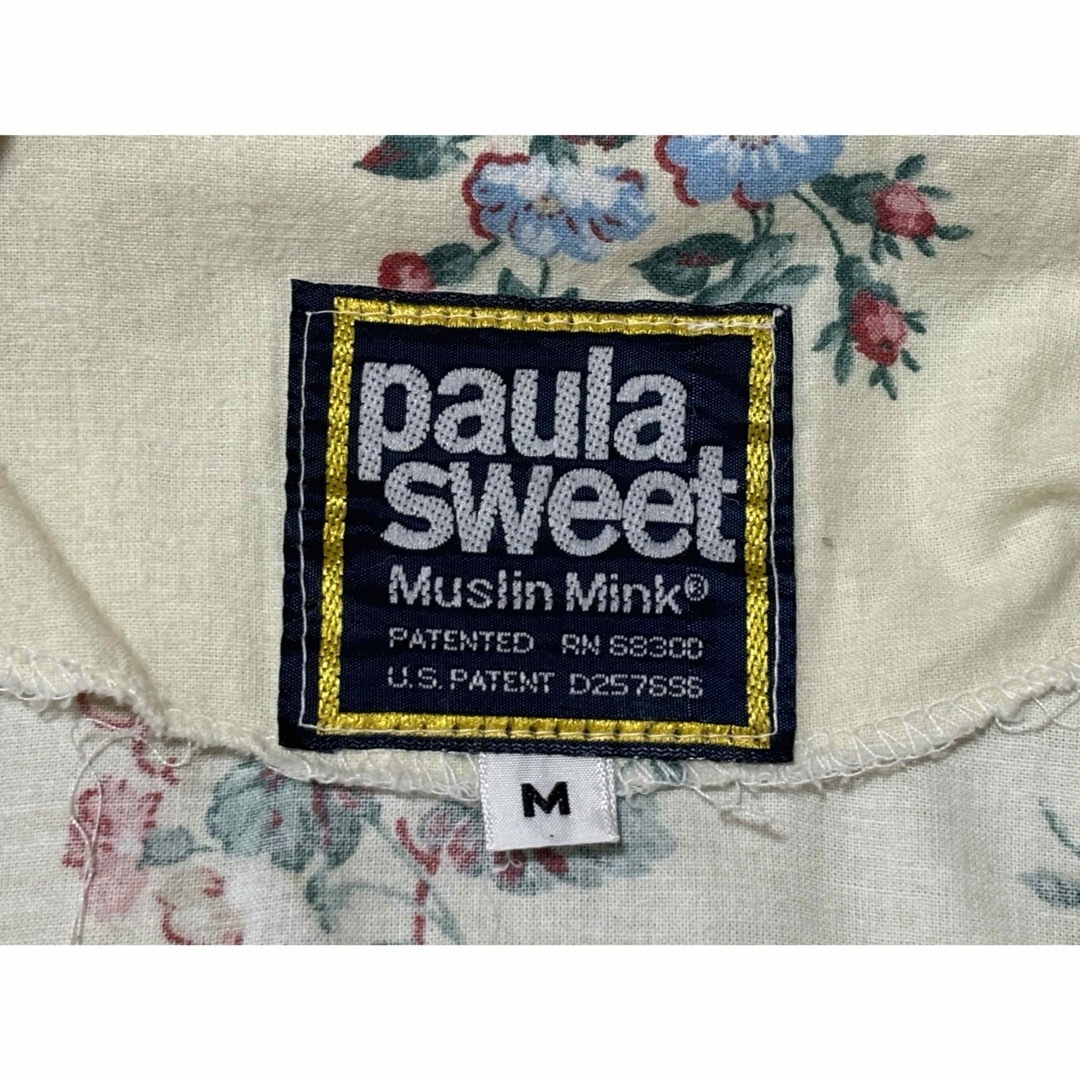 paula
sweet
Muslin Mink®
PATENTED RN 68300
U.S. PATENT D257686
M